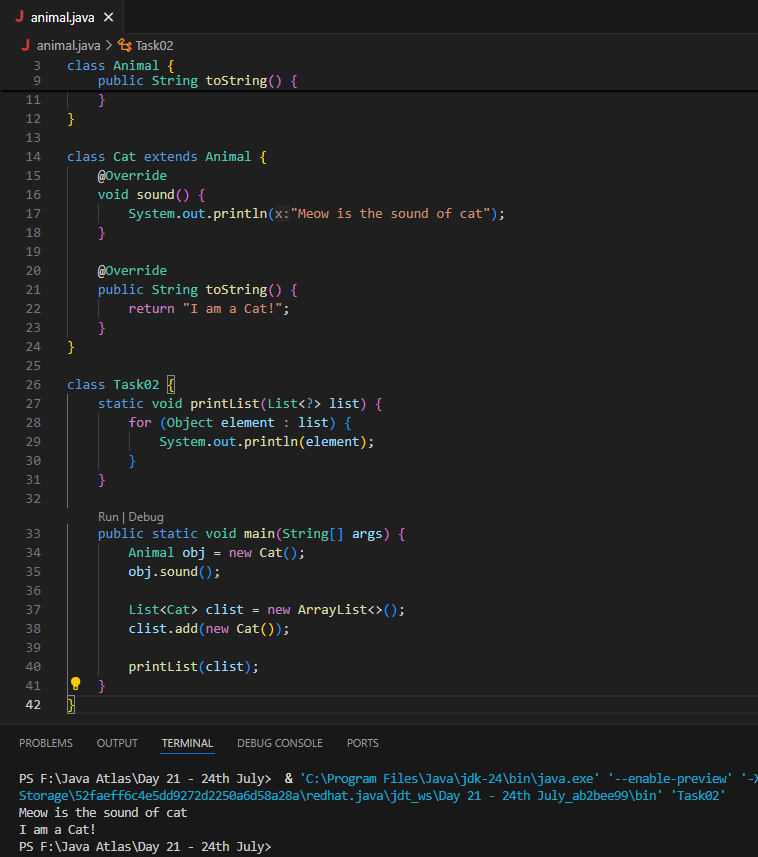 J animal.java ×
J animal.java > Task02
3 class Animal {
9     public String toString() {
11     }
12 }
13
14 class Cat extends Animal {
15     @Override
16     void sound() {
17         System.out.println(x:"Meow is the sound of cat");
18     }
19
20     @Override
21     public String toString() {
22         return "I am a Cat!";
23     }
24 }
25
26 class Task02 {
27     static void printList(List<?> list) {
28         for (Object element : list) {
29             System.out.println(element);
30         }
31     }
32
Run | Debug
33     public static void main(String[] args) {
34         Animal obj = new Cat();
35         obj.sound();
36
37         List<Cat> clist = new ArrayList<>();
38         clist.add(new Cat());
39
40         printList(clist);
41     }
42 }
PROBLEMS OUTPUT TERMINAL DEBUG CONSOLE PORTS
PS F:\Java Atlas\Day 21 - 24th July>  & 'C:\Program Files\Java\jdk-24\bin\java.exe' '--enable-preview' '-X
Storage\52faeff6c4e5dd9272d2250a6d58a28a\redhat.java\jdt_ws\Day 21 - 24th July_ab2bee99\bin' 'Task02'
Meow is the sound of cat
I am a Cat!
PS F:\Java Atlas\Day 21 - 24th July>